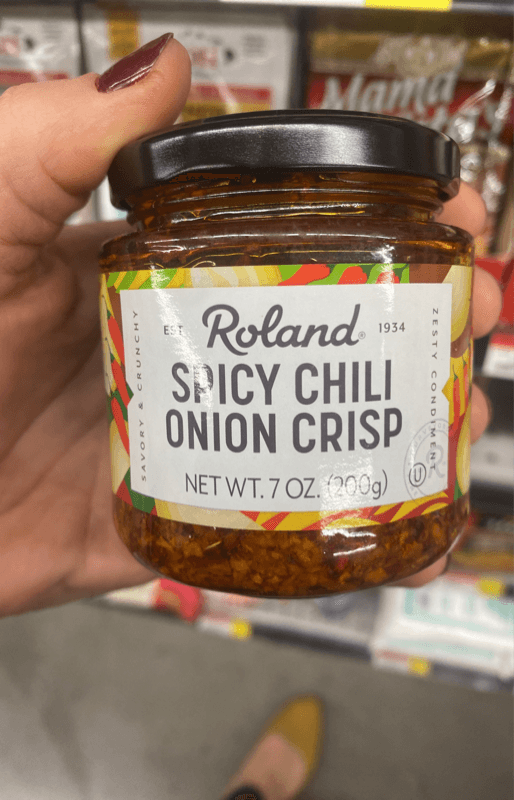 Mama
EST. Roland® 1934
SPICY CHILI
ONION CRISP
NET WT. 7 OZ. (200g)
SAVORY & CRUNCHY
ZESTY CONDIMENT
U